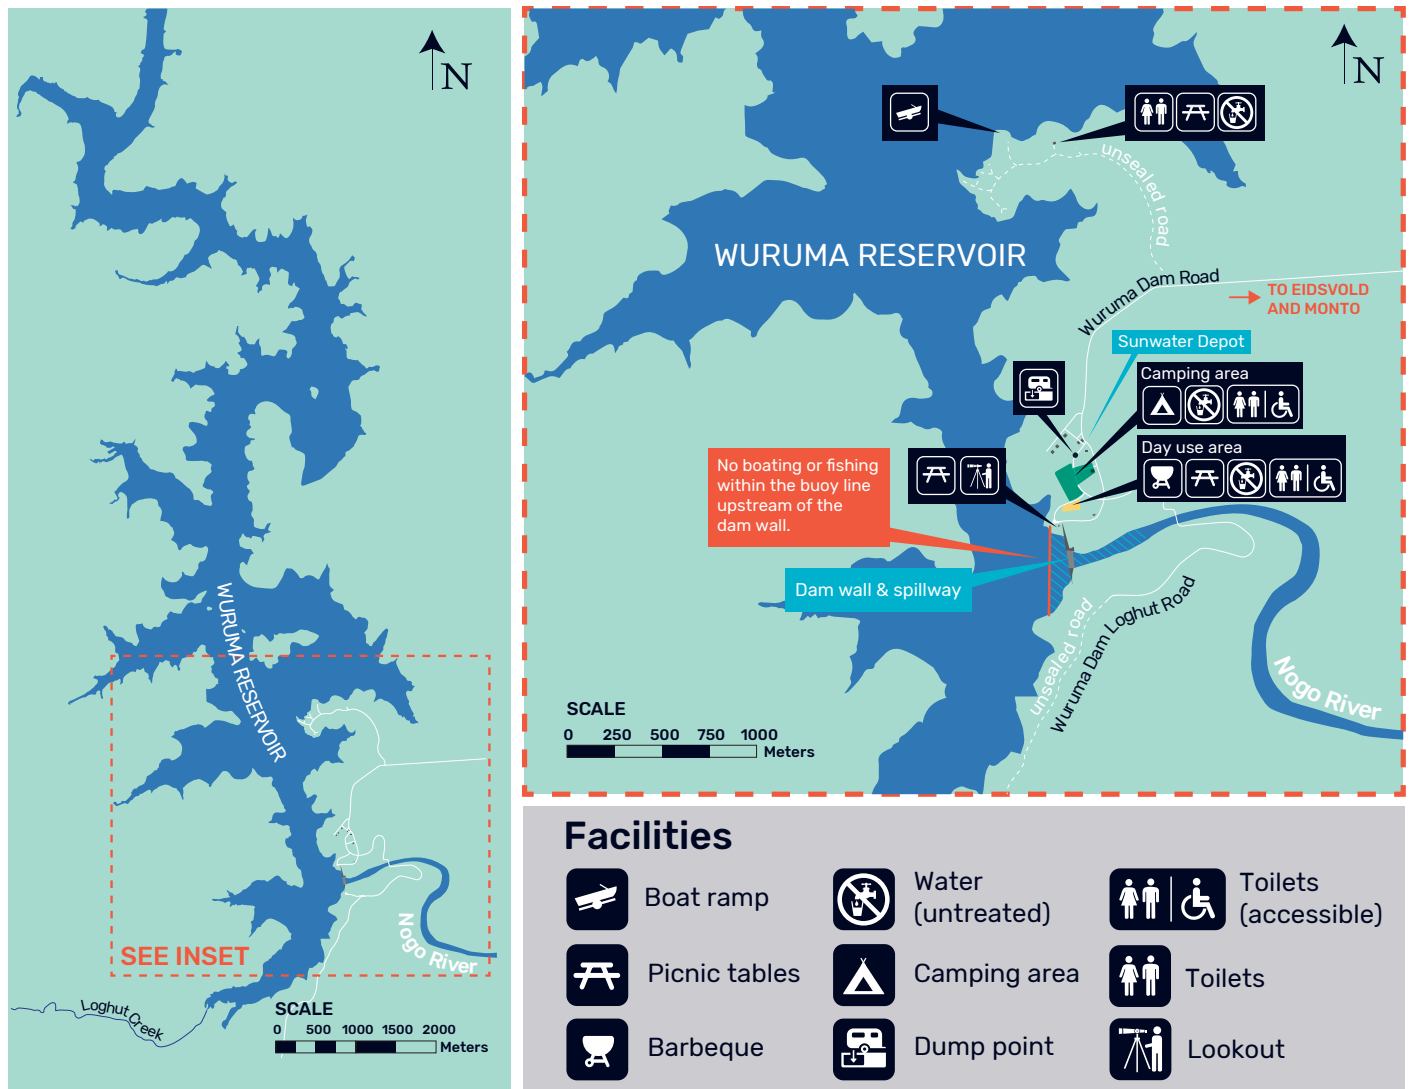 N
WURUMA RESERVOIR
SEE INSET
Nogo River
Loghut Creek
SCALE
0 500 1000 1500 2000
Meters
N
unsealed road
WURUMA RESERVOIR
Wuruma Dam Road
TO EIDSVOLD
AND MONTO
Sunwater Depot
Camping area
Day use area
No boating or fishing
within the buoy line
upstream of the
dam wall.
Dam wall & spillway
unsealed road
Wuruma Dam Loghut Road
Nogo River
SCALE
0 250 500 750 1000
Meters
Facilities
Boat ramp
Water
(untreated)
Toilets
(accessible)
Picnic tables
Camping area
Toilets
Barbeque
Dump point
Lookout